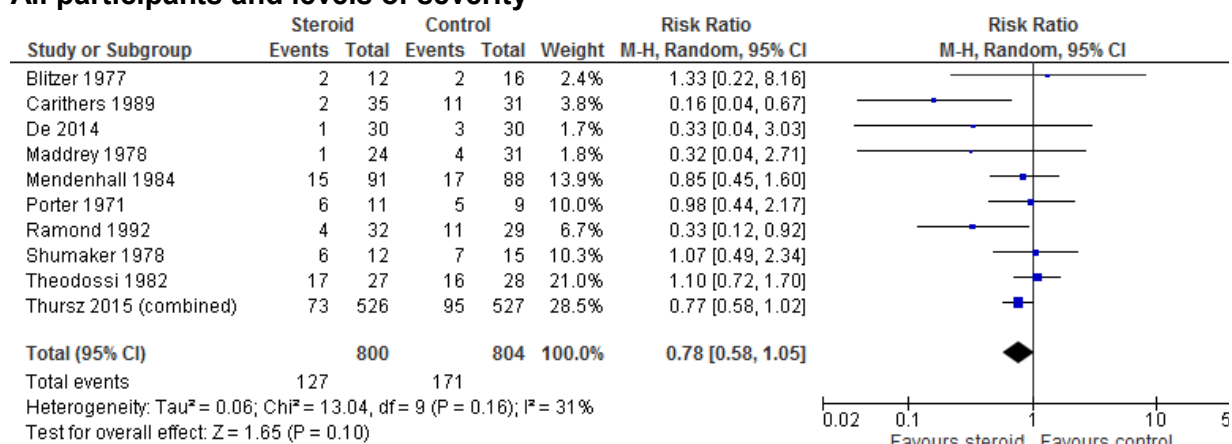 All participants and levels of severity
Steroid Control Risk Ratio Risk Ratio
Study or Subgroup Events Total Events Total Weight M-H, Random, 95% CI M-H, Random, 95% CI
Blitzer 1977 2 12 2 16 2.4% 1.33 [0.22, 8.16]
Carithers 1989 2 35 11 31 3.8% 0.16 [0.04, 0.67]
De 2014 1 30 3 30 1.7% 0.33 [0.04, 3.03]
Maddrey 1978 1 24 4 31 1.8% 0.32 [0.04, 2.71]
Mendenhall 1984 15 91 17 88 13.9% 0.85 [0.45, 1.60]
Porter 1971 6 11 5 9 10.0% 0.98 [0.44, 2.17]
Ramond 1992 4 32 11 29 6.7% 0.33 [0.12, 0.92]
Shumaker 1978 6 12 7 15 10.3% 1.07 [0.49, 2.34]
Theodossi 1982 17 27 16 28 21.0% 1.10 [0.72, 1.70]
Thursz 2015 (combined) 73 526 95 527 28.5% 0.77 [0.58, 1.02]
Total (95% CI) 800 804 100.0% 0.78 [0.58, 1.05]
Total events 127 171
Heterogeneity: Tau² = 0.06; Chi² = 13.04, df = 9 (P = 0.16); I² = 31%
Test for overall effect: Z = 1.65 (P = 0.10)
0.02 0.1 1 10 5
Favours steroid Favours control